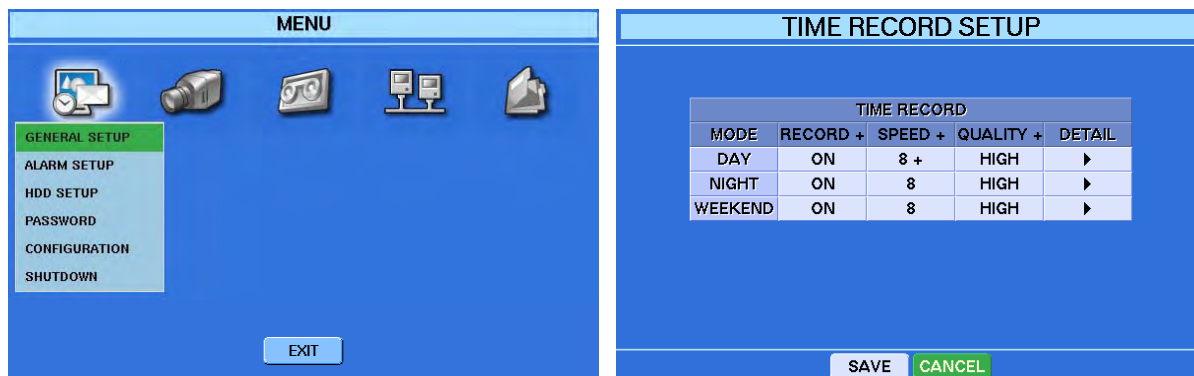 MENU
GENERAL SETUP
ALARM SETUP
HDD SETUP
PASSWORD
CONFIGURATION
SHUTDOWN
EXIT
TIME RECORD SETUP
TIME RECORD
MODE RECORD + SPEED + QUALITY + DETAIL
DAY ON 8 + HIGH
NIGHT ON 8 HIGH
WEEKEND ON 8 HIGH
SAVE CANCEL